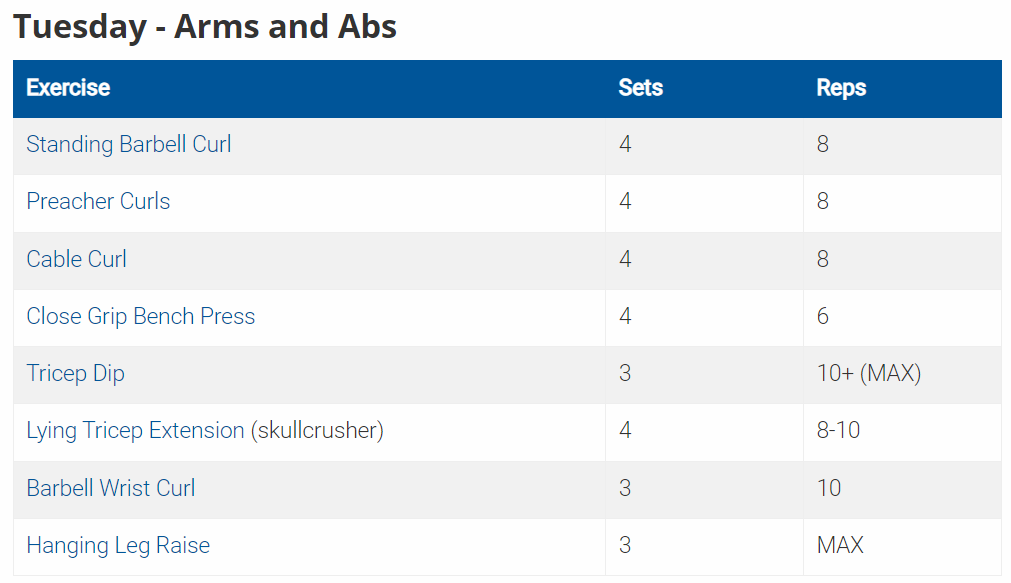 Tuesday - Arms and Abs
Exercise Sets Reps
Standing Barbell Curl 4 8
Preacher Curls 4 8
Cable Curl 4 8
Close Grip Bench Press 4 6
Tricep Dip 3 10+ (MAX)
Lying Tricep Extension (skullcrusher) 4 8-10
Barbell Wrist Curl 3 10
Hanging Leg Raise 3 MAX